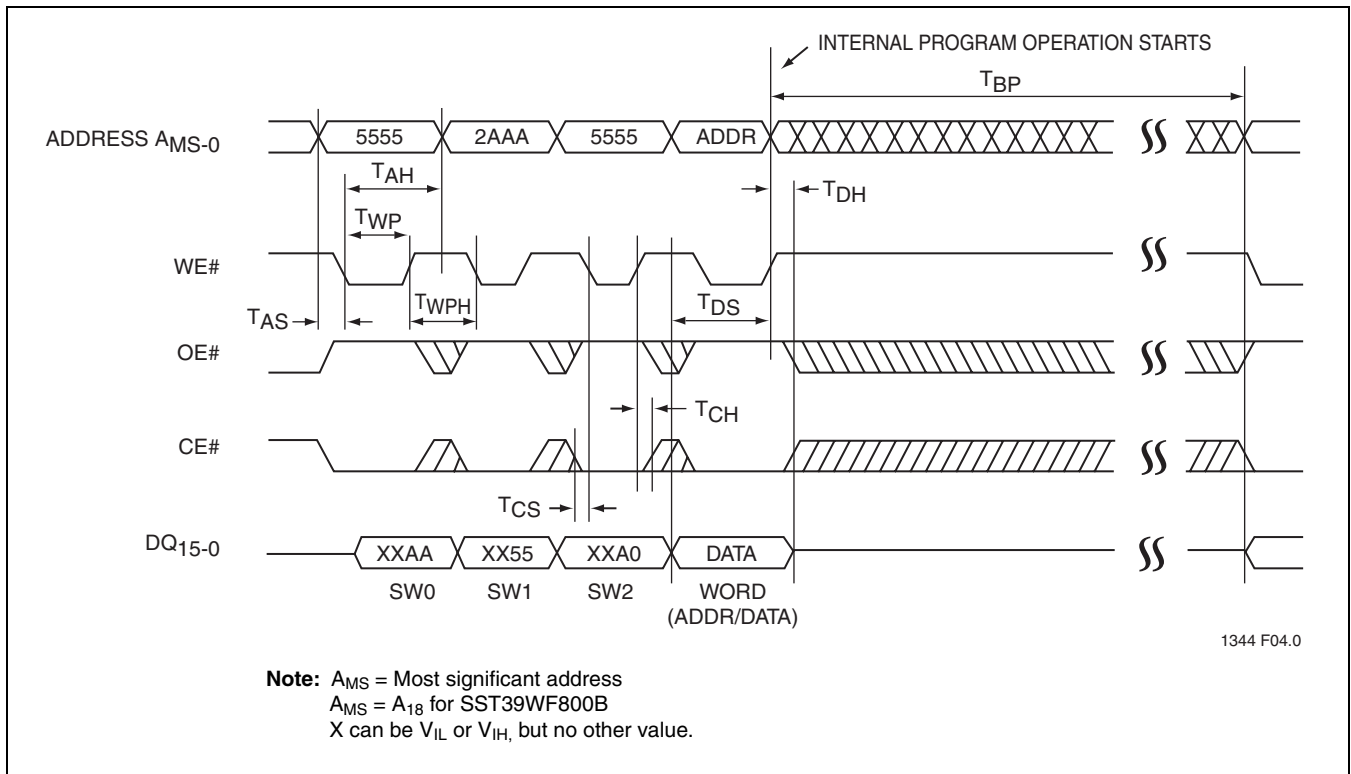 INTERNAL PROGRAM OPERATION STARTS
TBP
ADDRESS AMS-0
5555
2AAA
5555
ADDR
TAH
TDH
TWP
WE#
TWPH
TDS
TAS
OE#
TCH
CE#
TCS
DQ15-0
XXAA
XX55
XXA0
DATA
SW0
SW1
SW2
WORD
(ADDR/DATA)
1344 F04.0
Note: AMS = Most significant address
AMS = A18 for SST39WF800B
X can be VIL or VIH, but no other value.